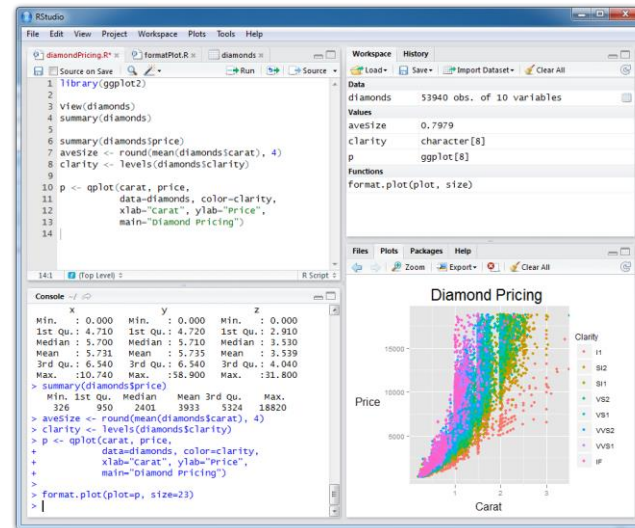 RStudio
File Edit View Project Workspace Plots Tools Help
diamondPricing.R* × formatPlot.R × diamonds ×
Source on Save Run Source
1 library(ggplot2)
2
3 View(diamonds)
4 summary(diamonds)
5
6 summary(diamonds$price)
7 aveSize <- round(mean(diamonds$carat), 4)
8 clarity <- levels(diamonds$clarity)
9
10 p <- qplot(carat, price,
11 data=diamonds, color=clarity,
12 xlab="Carat", ylab="Price",
13 main="Diamond Pricing")
14
14:1 (Top Level) R Script
Console ~/
x y z
Min. : 0.000 Min. : 0.000 Min. : 0.000
1st Qu.: 4.710 1st Qu.: 4.720 1st Qu.: 2.910
Median : 5.700 Median : 5.710 Median : 3.530
Mean : 5.731 Mean : 5.735 Mean : 3.539
3rd Qu.: 6.540 3rd Qu.: 6.540 3rd Qu.: 4.040
Max. :10.740 Max. :58.900 Max. :31.800
> summary(diamonds$price)
Min. 1st Qu. Median Mean 3rd Qu. Max.
326 950 2401 3933 5324 18820
> aveSize <- round(mean(diamonds$carat), 4)
> clarity <- levels(diamonds$clarity)
> p <- qplot(carat, price,
+ data=diamonds, color=clarity,
+ xlab="Carat", ylab="Price",
+ main="Diamond Pricing")
>
> format.plot(plot=p, size=23)
>
Workspace History
Load Save Import Dataset Clear All
Data
diamonds 53940 obs. of 10 variables
Values
aveSize 0.7979
clarity character[8]
p ggplot[8]
Functions
format.plot(plot, size)
Files Plots Packages Help
Zoom Export Clear All
Diamond Pricing
Price
15000
10000
5000
1 2 3
Carat
Clarity
I1
SI2
SI1
VS2
VS1
VVS2
VVS1
IF